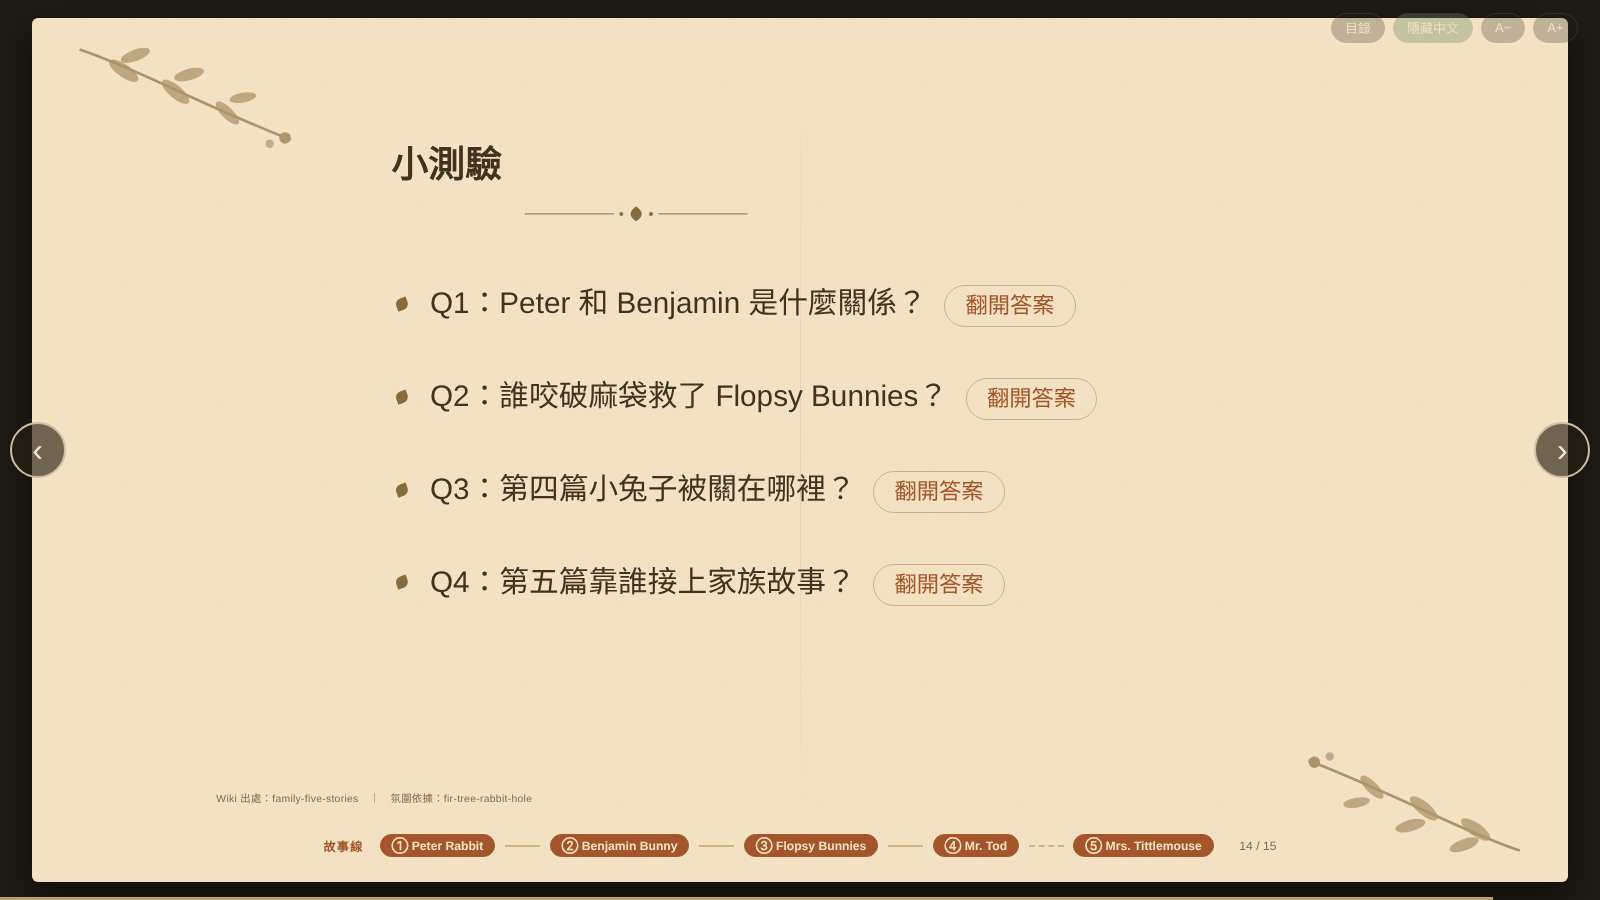 目錄 隱藏中文 A− A+
小測驗
Q1：Peter 和 Benjamin 是什麼關係？ 翻開答案
Q2：誰咬破麻袋救了 Flopsy Bunnies？ 翻開答案
Q3：第四篇小兔子被關在哪裡？ 翻開答案
Q4：第五篇靠誰接上家族故事？ 翻開答案
‹ ›
Wiki 出處：family-five-stories ｜ 氛圍依據：fir-tree-rabbit-hole
故事線 ① Peter Rabbit ② Benjamin Bunny ③ Flopsy Bunnies ④ Mr. Tod ⑤ Mrs. Tittlemouse 14 / 15